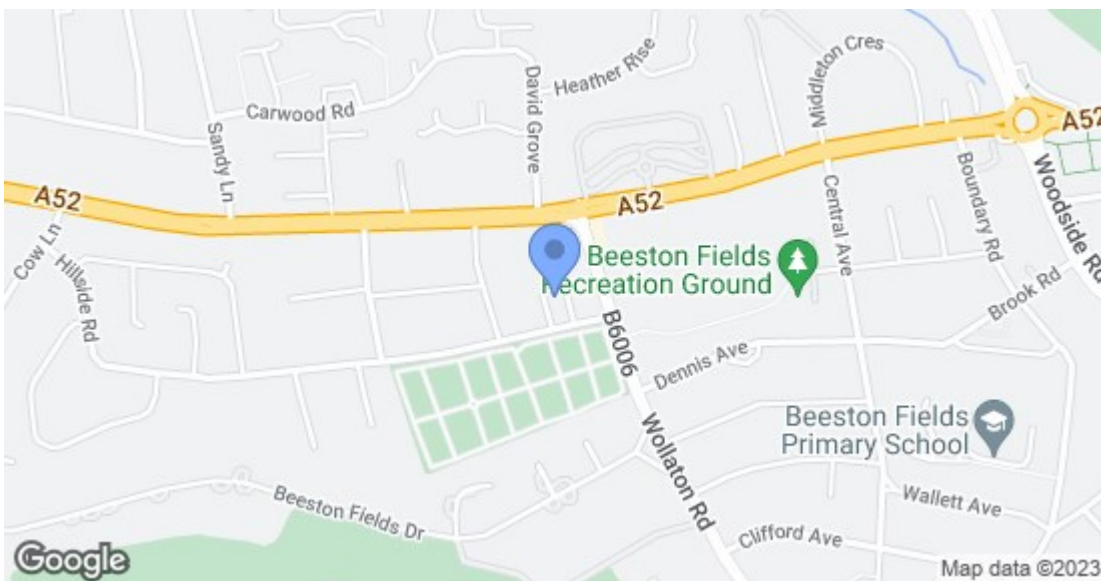 Middleton Cres
Heather Rise
David Grove
Carwood Rd
Sandy Ln
A52
A52
A52
Woodside Rd
Boundary Rd
Central Ave
Cow Ln
Hillside Rd
Beeston Fields
Recreation Ground
Brook Rd
B6006
Dennis Ave
Beeston Fields
Primary School
Wollaton Rd
Wallett Ave
Beeston Fields Dr
Clifford Ave
Google
Map data ©2023